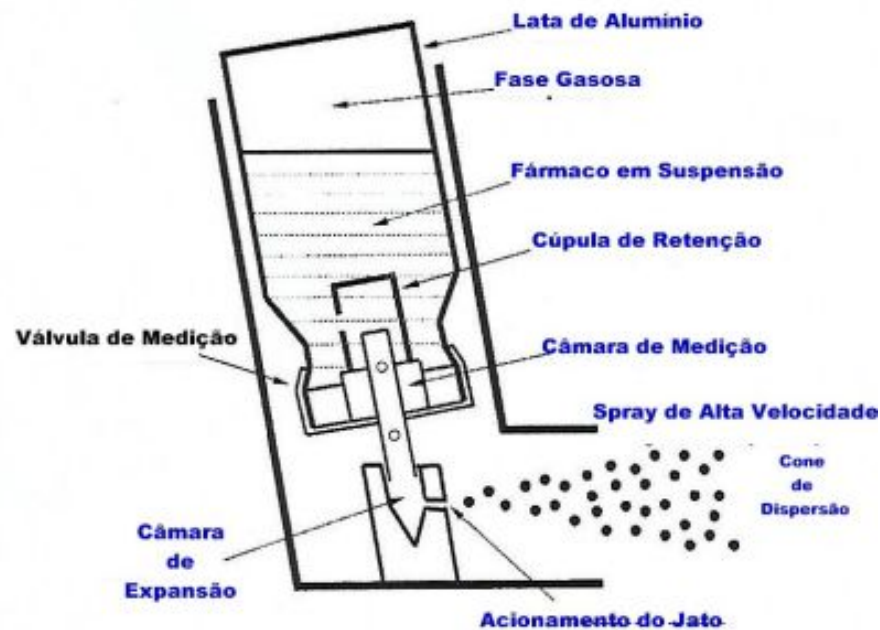 Lata de Alumínio
Fase Gasosa
Fármaco em Suspensão
Cúpula de Retenção
Válvula de Medição
Câmara de Medição
Spray de Alta Velocidade
Cone
de
Dispersão
Câmara
de
Expansão
Acionamento do Jato